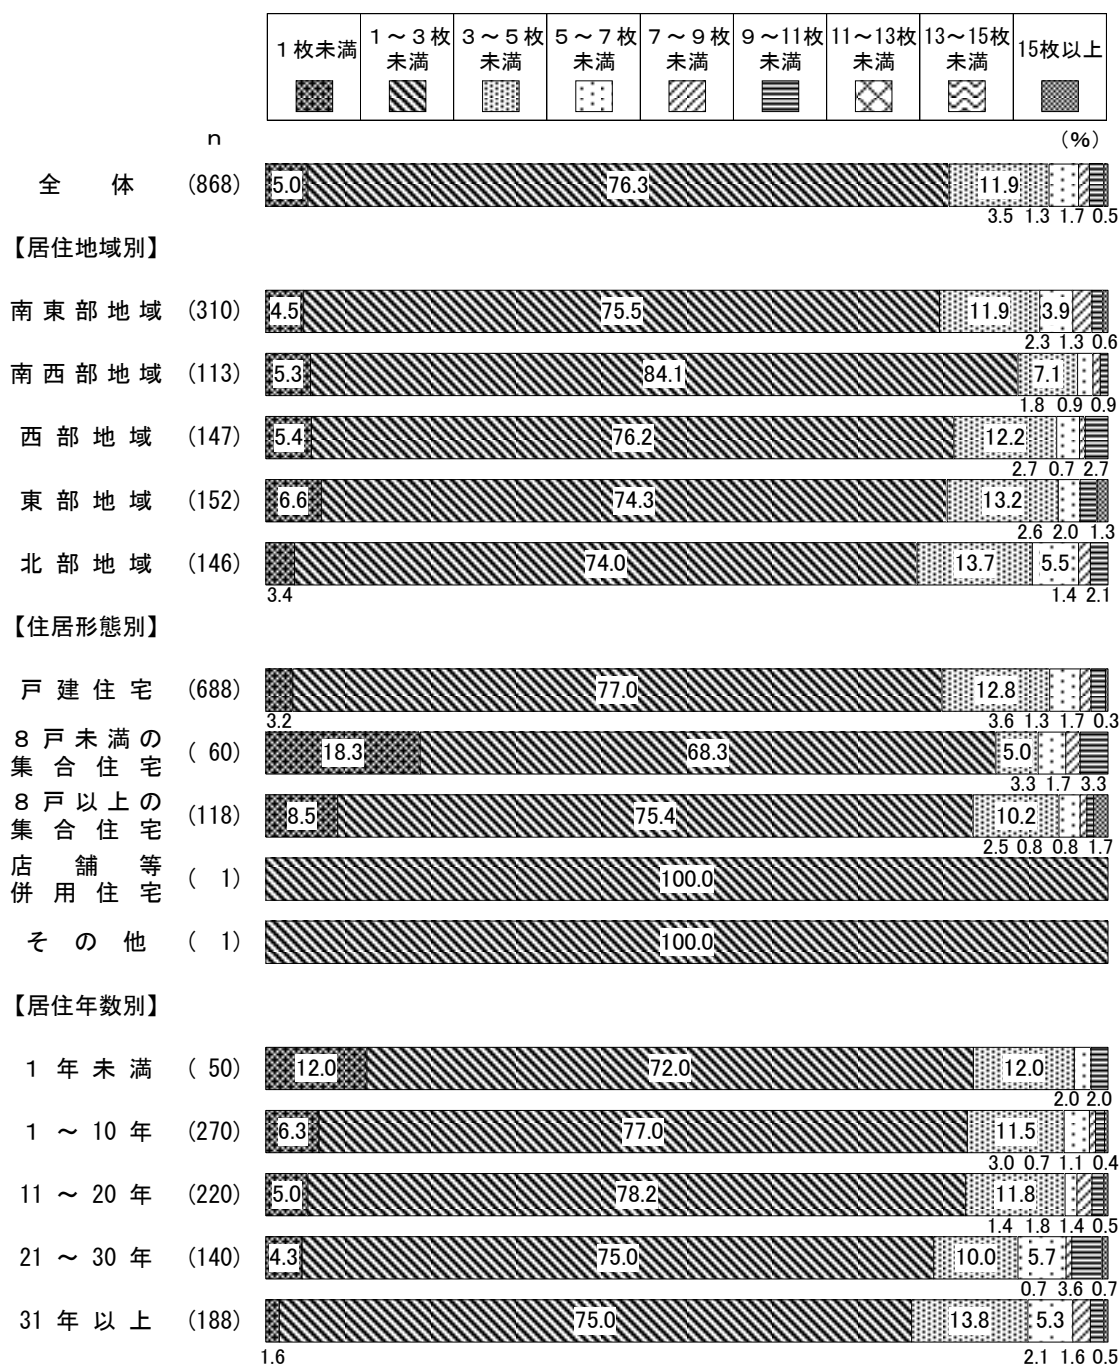 １枚未満 １～３枚未満 ３～５枚未満 ５～７枚未満 ７～９枚未満 ９～11枚未満 11～13枚未満 13～15枚未満 15枚以上
ｎ (%)
全体 (868) 5.0 76.3 11.9
3.5 1.3 1.7 0.5
【居住地域別】
南東部地域 (310) 4.5 75.5 11.9 3.9
2.3 1.3 0.6
南西部地域 (113) 5.3 84.1 7.1
1.8 0.9 0.9
西部地域 (147) 5.4 76.2 12.2
2.7 0.7 2.7
東部地域 (152) 6.6 74.3 13.2
2.6 2.0 1.3
北部地域 (146) 74.0 13.7 5.5
3.4 1.4 2.1
【住居形態別】
戸建住宅 (688) 77.0 12.8
3.2 3.6 1.3 1.7 0.3
８戸未満の
集合住宅 ( 60) 18.3 68.3 5.0
3.3 1.7 3.3
８戸以上の
集合住宅 (118) 8.5 75.4 10.2
2.5 0.8 0.8 1.7
店舗等
併用住宅 ( 1) 100.0
その他 ( 1) 100.0
【居住年数別】
１年未満 ( 50) 12.0 72.0 12.0
2.0 2.0
１～10年 (270) 6.3 77.0 11.5
3.0 0.7 1.1 0.4
11～20年 (220) 5.0 78.2 11.8
1.4 1.8 1.4 0.5
21～30年 (140) 4.3 75.0 10.0 5.7
0.7 3.6 0.7
31年以上 (188) 75.0 13.8 5.3
1.6 2.1 1.6 0.5